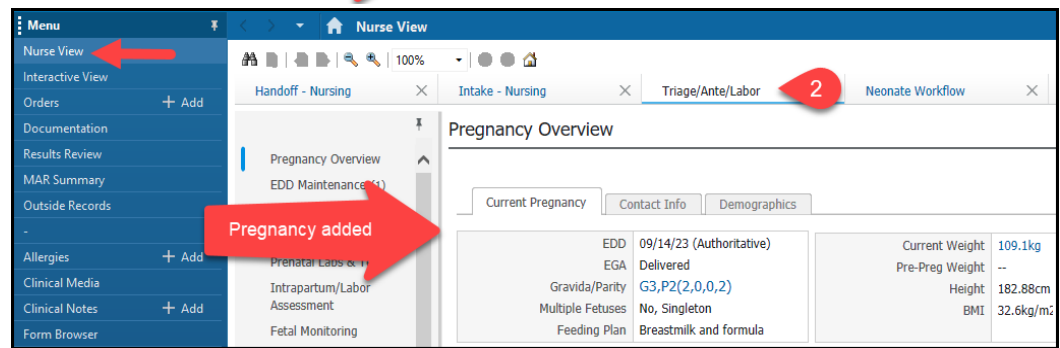 Menu
Nurse View
Nurse View
Interactive View
Orders + Add
Documentation
Results Review
MAR Summary
Outside Records
-
Allergies + Add
Clinical Media
Clinical Notes + Add
Form Browser
100%
Handoff - Nursing
Intake - Nursing
Triage/Ante/Labor
2
Neonate Workflow
Pregnancy Overview
EDD Maintenance (1)
Pregnancy added
Prenatal Labs &
Intrapartum/Labor
Assessment
Fetal Monitoring
Pregnancy Overview
Current Pregnancy Contact Info Demographics
EDD 09/14/23 (Authoritative)
EGA Delivered
Gravida/Parity G3,P2(2,0,0,2)
Multiple Fetuses No, Singleton
Feeding Plan Breastmilk and formula
Current Weight 109.1kg
Pre-Preg Weight --
Height 182.88cm
BMI 32.6kg/m2